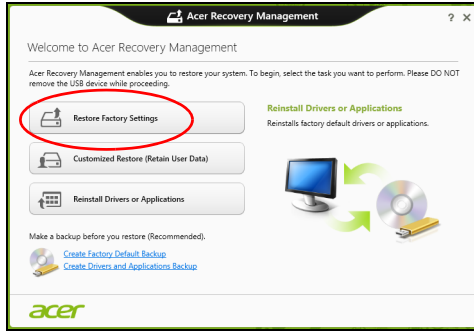 Acer Recovery Management
? X
Welcome to Acer Recovery Management
Acer Recovery Management enables you to restore your system. To begin, select the task you want to perform. Please DO NOT
remove the USB device while proceeding.
Restore Factory Settings
Customized Restore (Retain User Data)
Reinstall Drivers or Applications
Reinstall Drivers or Applications
Reinstalls factory default drivers or applications.
Make a backup before you restore (Recommended).
Create Factory Default Backup
Create Drivers and Applications Backup
acer